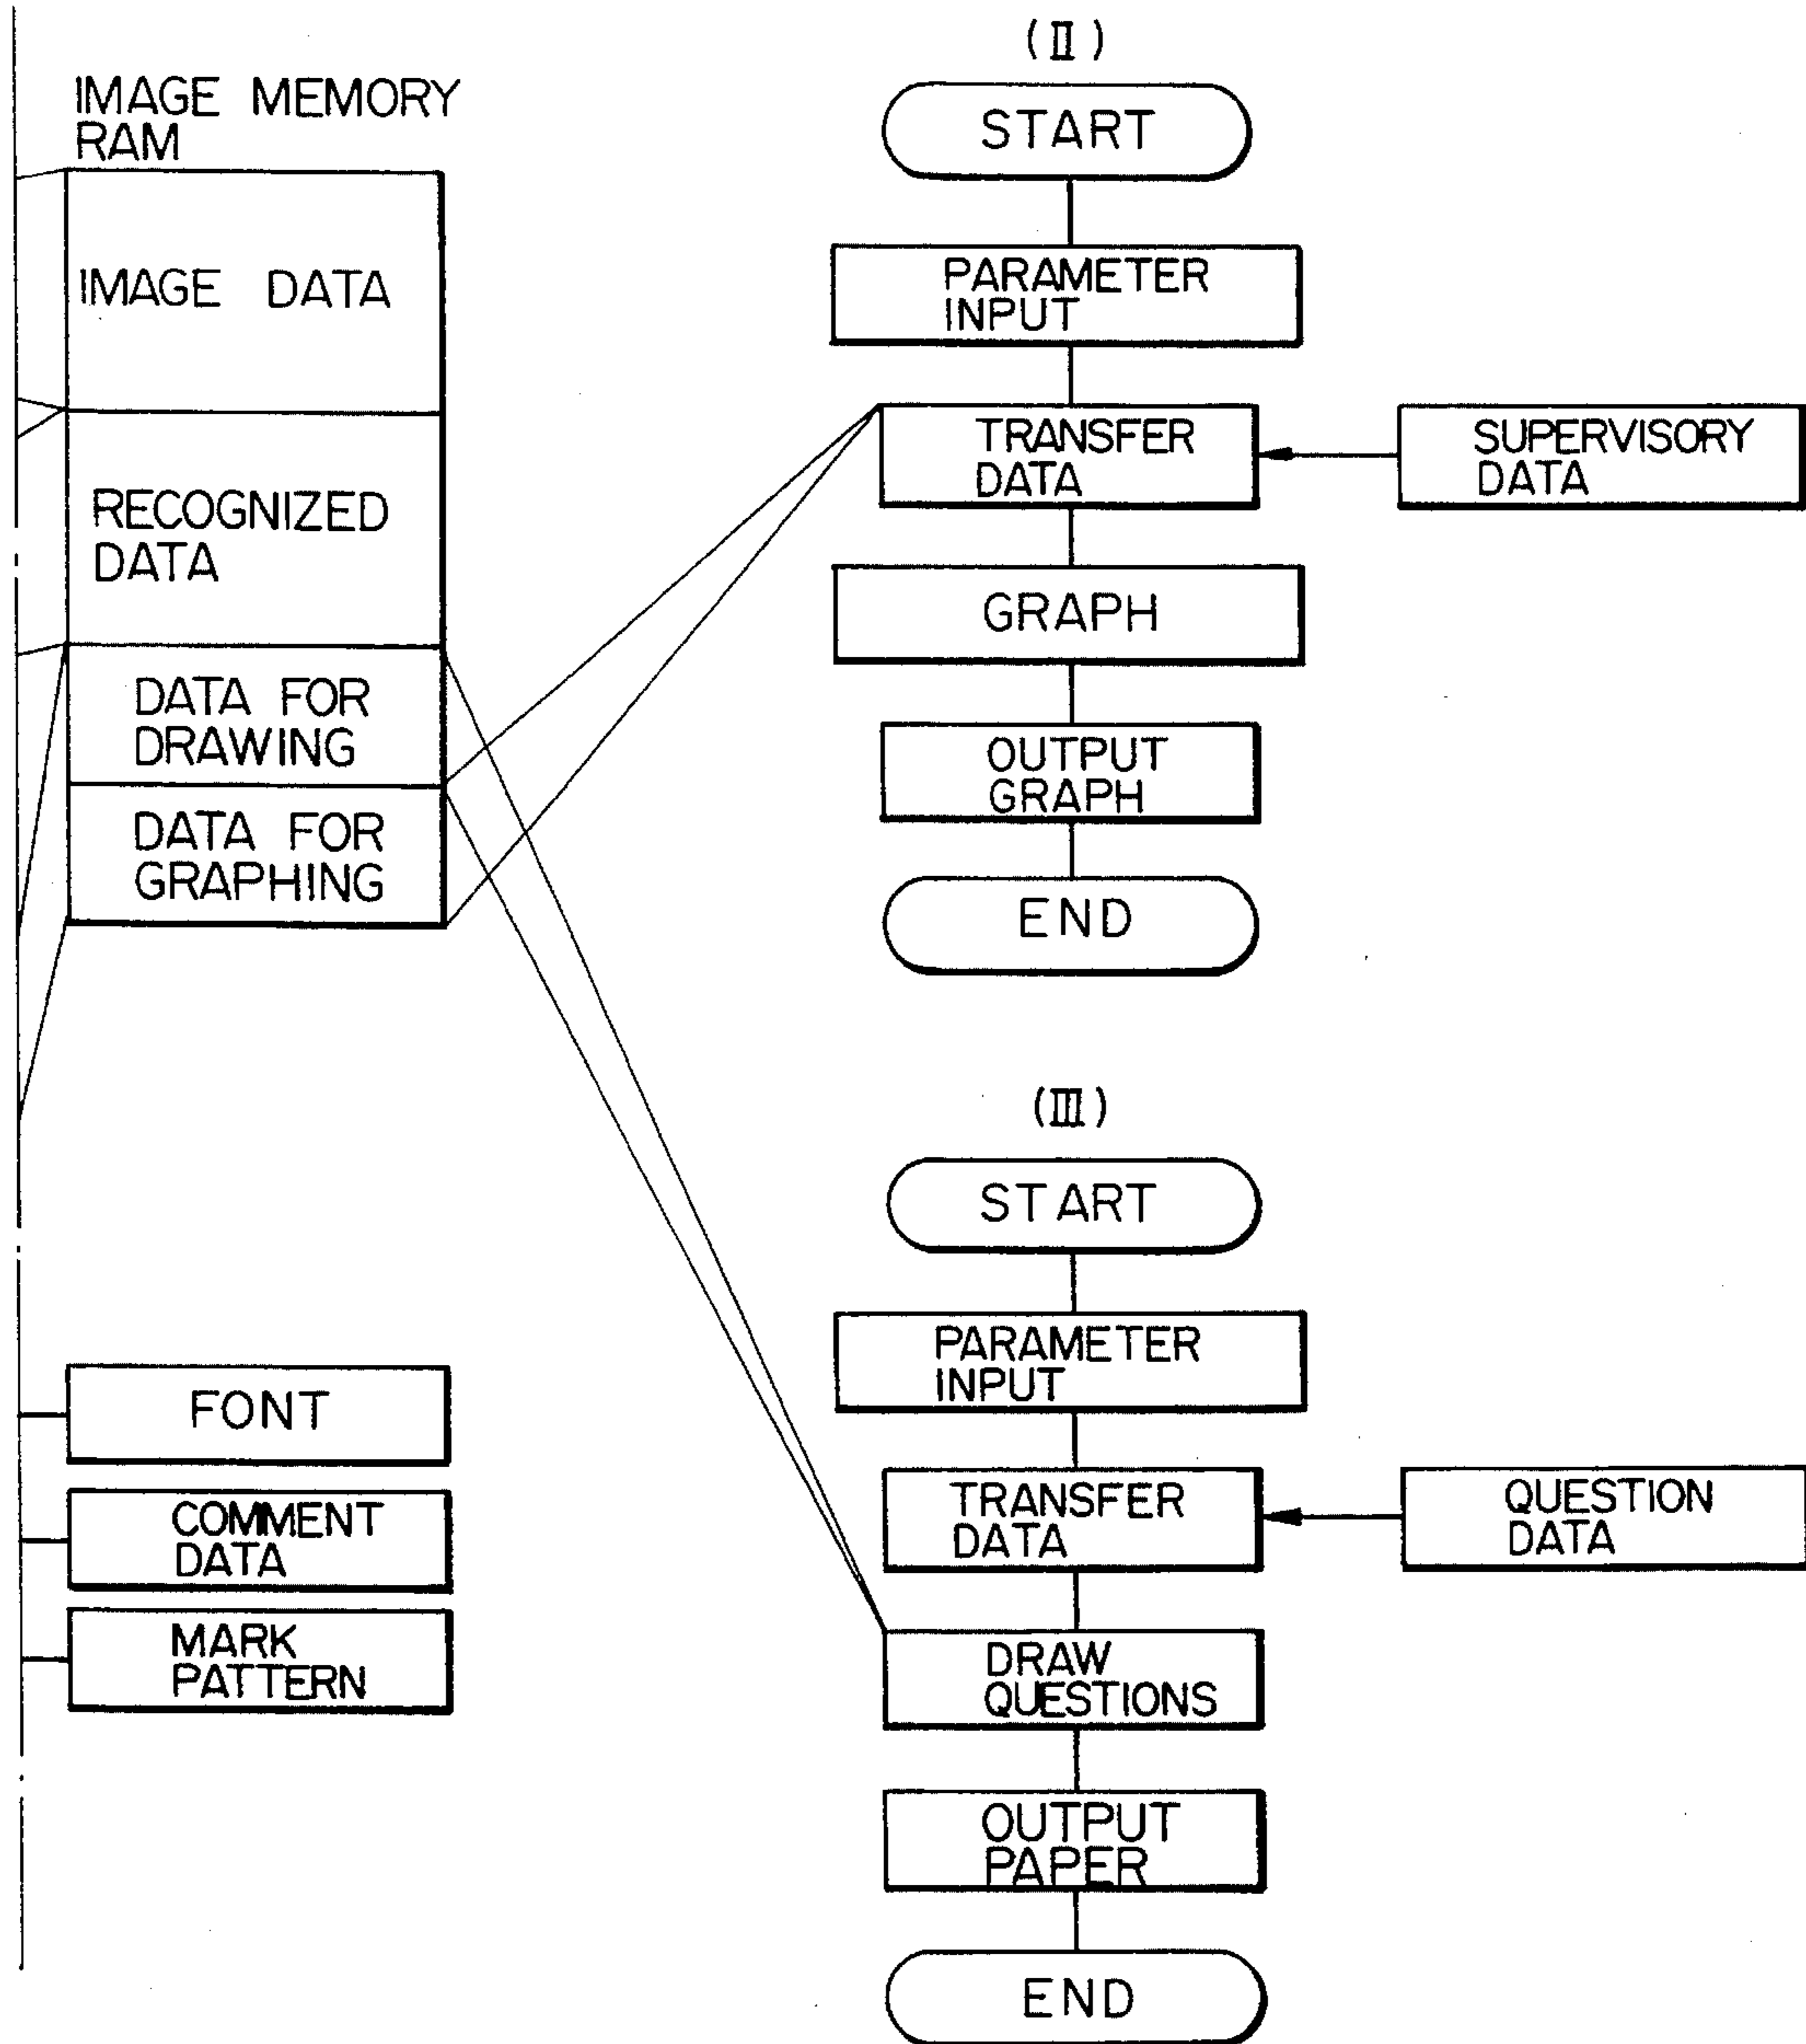 IMAGE MEMORY
RAM
IMAGE DATA
RECOGNIZED
DATA
DATA FOR
DRAWING
DATA FOR
GRAPHING
FONT
COMMENT
DATA
MARK
PATTERN
(II)
START
PARAMETER
INPUT
TRANSFER
DATA
SUPERVISORY
DATA
GRAPH
OUTPUT
GRAPH
END
(III)
START
PARAMETER
INPUT
TRANSFER
DATA
QUESTION
DATA
DRAW
QUESTIONS
OUTPUT
PAPER
END